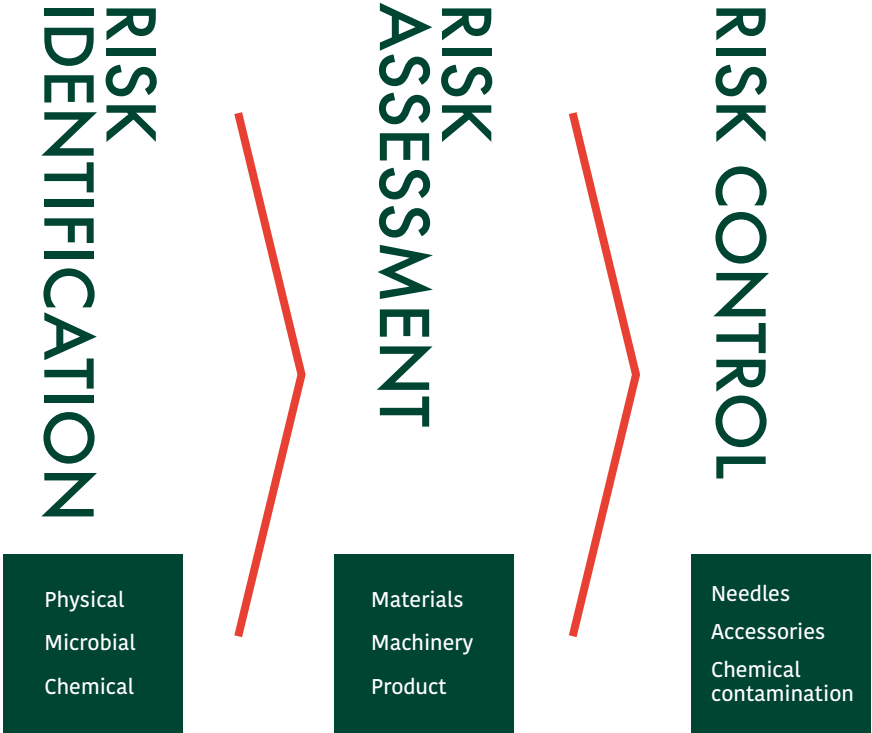 RISK
IDENTIFICATION
Physical
Microbial
Chemical
RISK
ASSESSMENT
Materials
Machinery
Product
RISK CONTROL
Needles
Accessories
Chemical
contamination